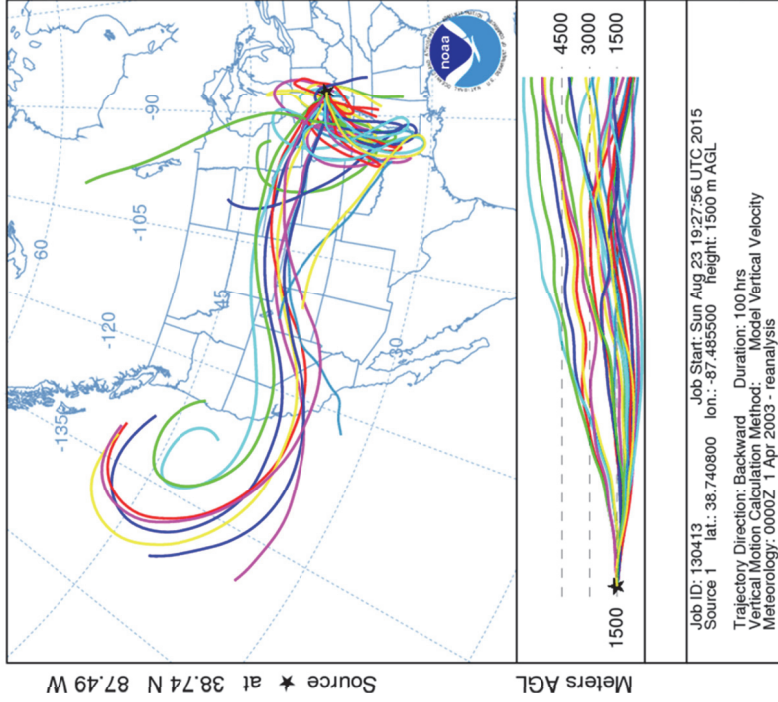 Source ★ at 38.74 N 87.49 W
-135
-120
-105
-90
60
45
30
noaa
Meters AGL
1500
4500
3000
1500
Job ID: 130413 Job Start: Sun Aug 23 19:27:56 UTC 2015
Source 1 lat.: 38.740800 lon.: -87.485500 height: 1500 m AGL
Trajectory Direction: Backward Duration: 100 hrs
Vertical Motion Calculation Method: Model Vertical Velocity
Meteorology: 0000Z 1 Apr 2003 - reanalysis